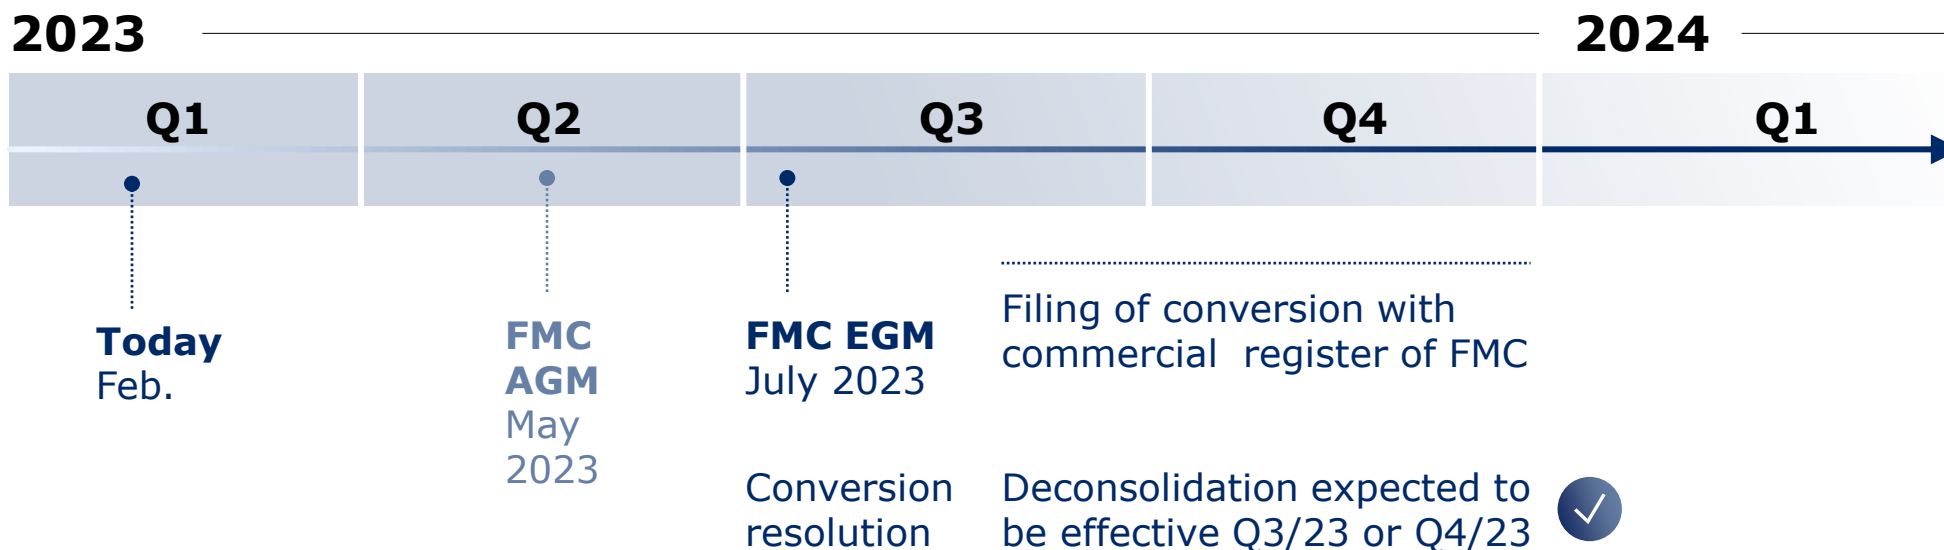 2023
2024
Q1
Q2
Q3
Q4
Q1
Today
Feb.
FMC
AGM
May
2023
FMC EGM
July 2023
Conversion
resolution
Filing of conversion with
commercial register of FMC
Deconsolidation expected to
be effective Q3/23 or Q4/23